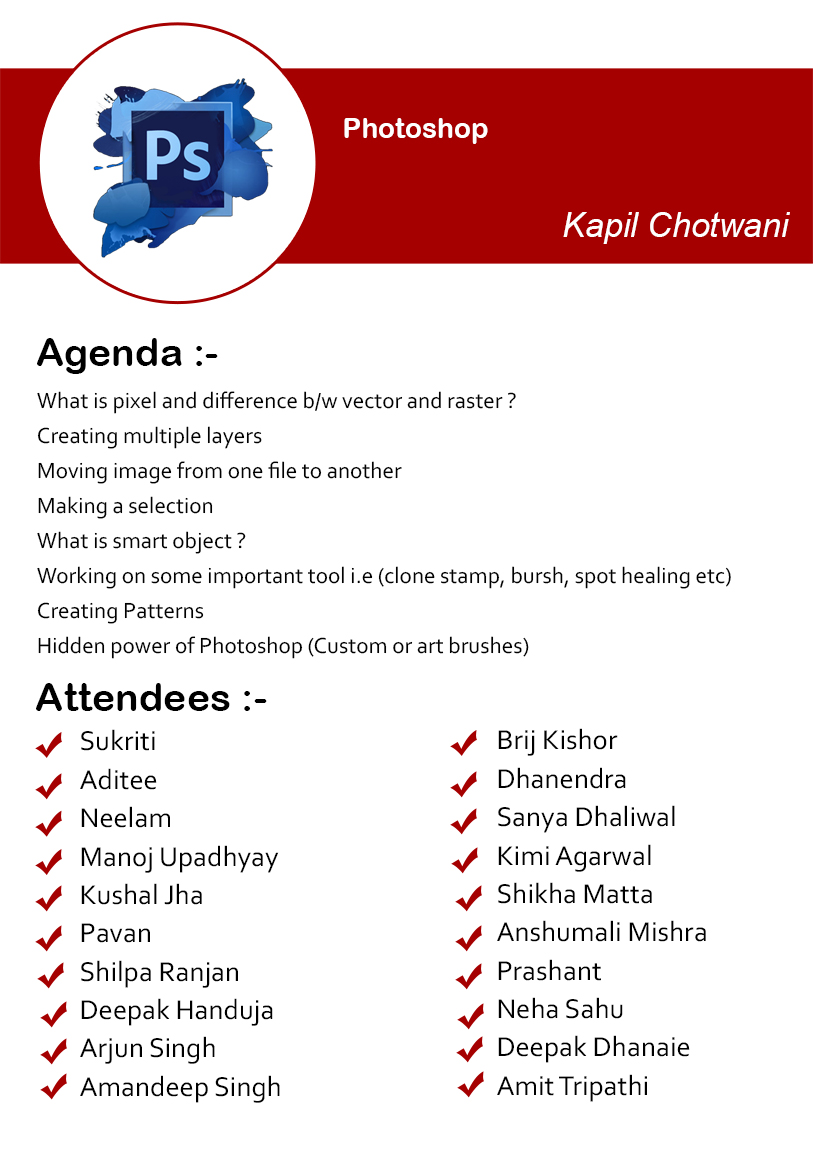 Ps
Photoshop
Kapil Chotwani
Agenda :-
What is pixel and difference b/w vector and raster ?
Creating multiple layers
Moving image from one file to another
Making a selection
What is smart object ?
Working on some important tool i.e (clone stamp, bursh, spot healing etc)
Creating Patterns
Hidden power of Photoshop (Custom or art brushes)
Attendees :-
Sukriti
Aditee
Neelam
Manoj Upadhyay
Kushal Jha
Pavan
Shilpa Ranjan
Deepak Handuja
Arjun Singh
Amandeep Singh
Brij Kishor
Dhanendra
Sanya Dhaliwal
Kimi Agarwal
Shikha Matta
Anshumali Mishra
Prashant
Neha Sahu
Deepak Dhanaie
Amit Tripathi